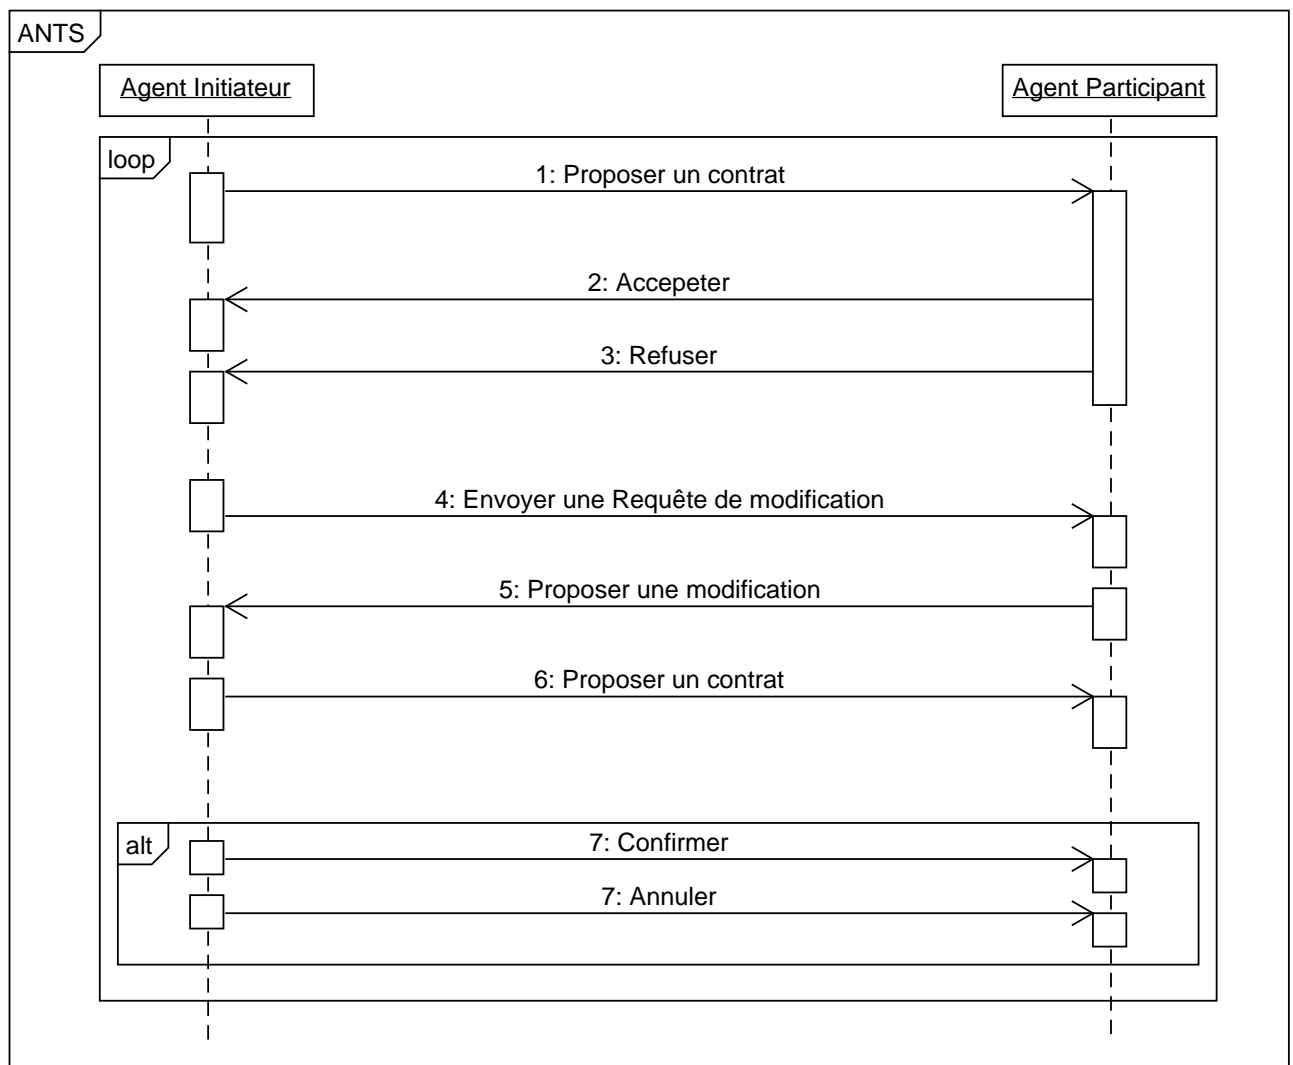 ANTS
Agent Initiateur
Agent Participant
loop
1: Proposer un contrat
2: Accepeter
3: Refuser
4: Envoyer une Requête de modification
5: Proposer une modification
6: Proposer un contrat
alt
7: Confirmer
7: Annuler